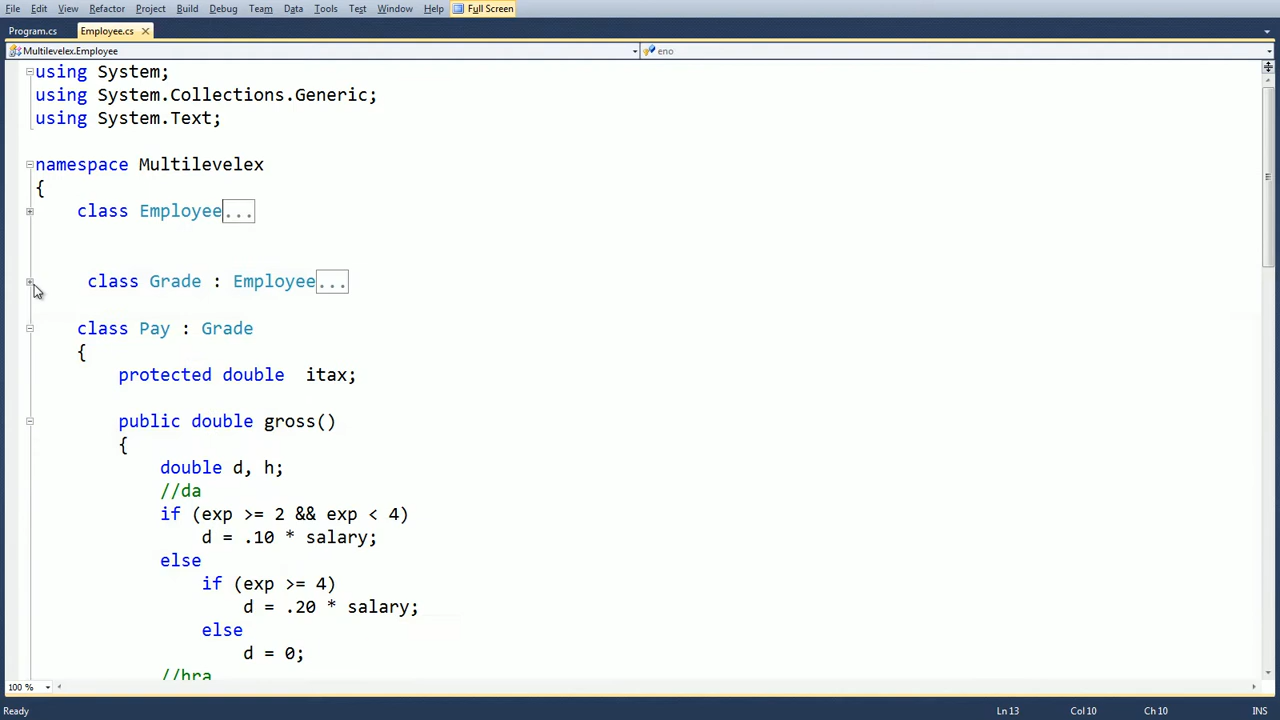 File Edit View Refactor Project Build Debug Team Data Tools Test Window Help Full Screen
Program.cs Employee.cs
Multilevelex.Employee eno
using System;
using System.Collections.Generic;
using System.Text;
namespace Multilevelex
{
class Employee...
class Grade : Employee...
class Pay : Grade
{
protected double itax;
public double gross()
{
double d, h;
//da
if (exp >= 2 && exp < 4)
d = .10 * salary;
else
if (exp >= 4)
d = .20 * salary;
else
d = 0;
//hra
100 %
Ready Ln 13 Col 10 Ch 10 INS